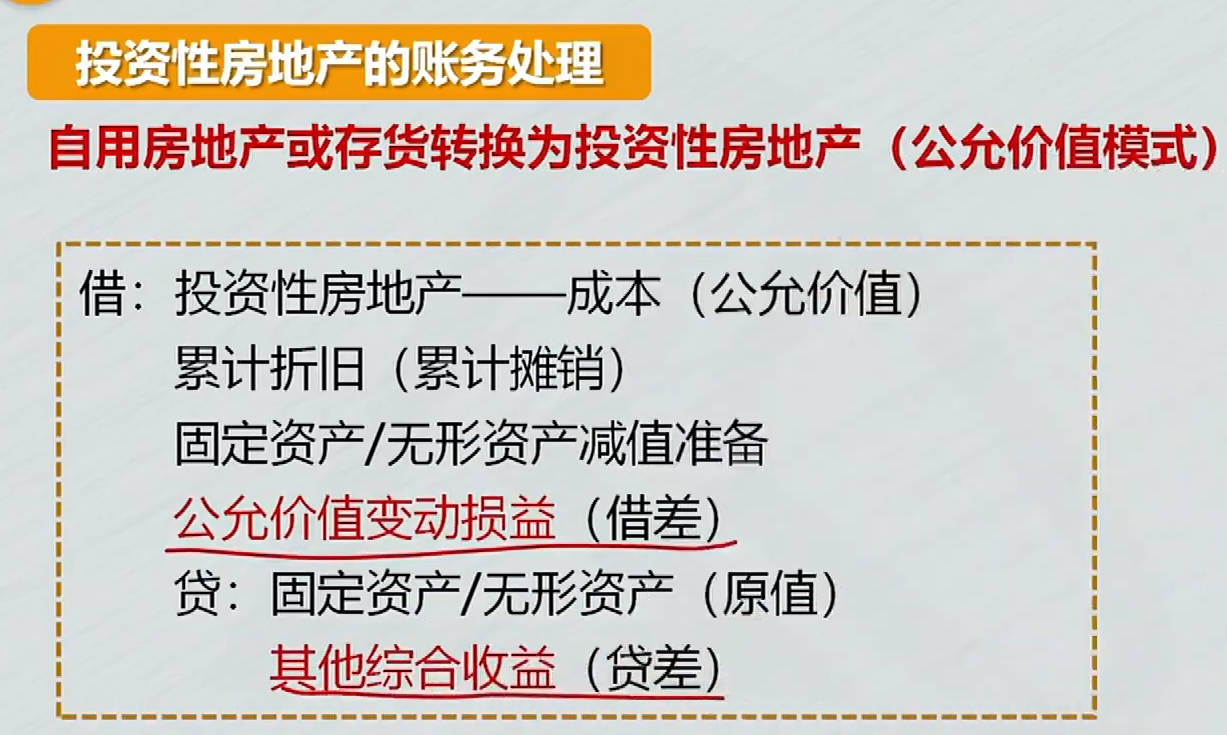 投资性房地产的账务处理
自用房地产或存货转换为投资性房地产（公允价值模式）
借：投资性房地产——成本（公允价值）
累计折旧（累计摊销）
固定资产/无形资产减值准备
公允价值变动损益（借差）
贷：固定资产/无形资产（原值）
其他综合收益（贷差）